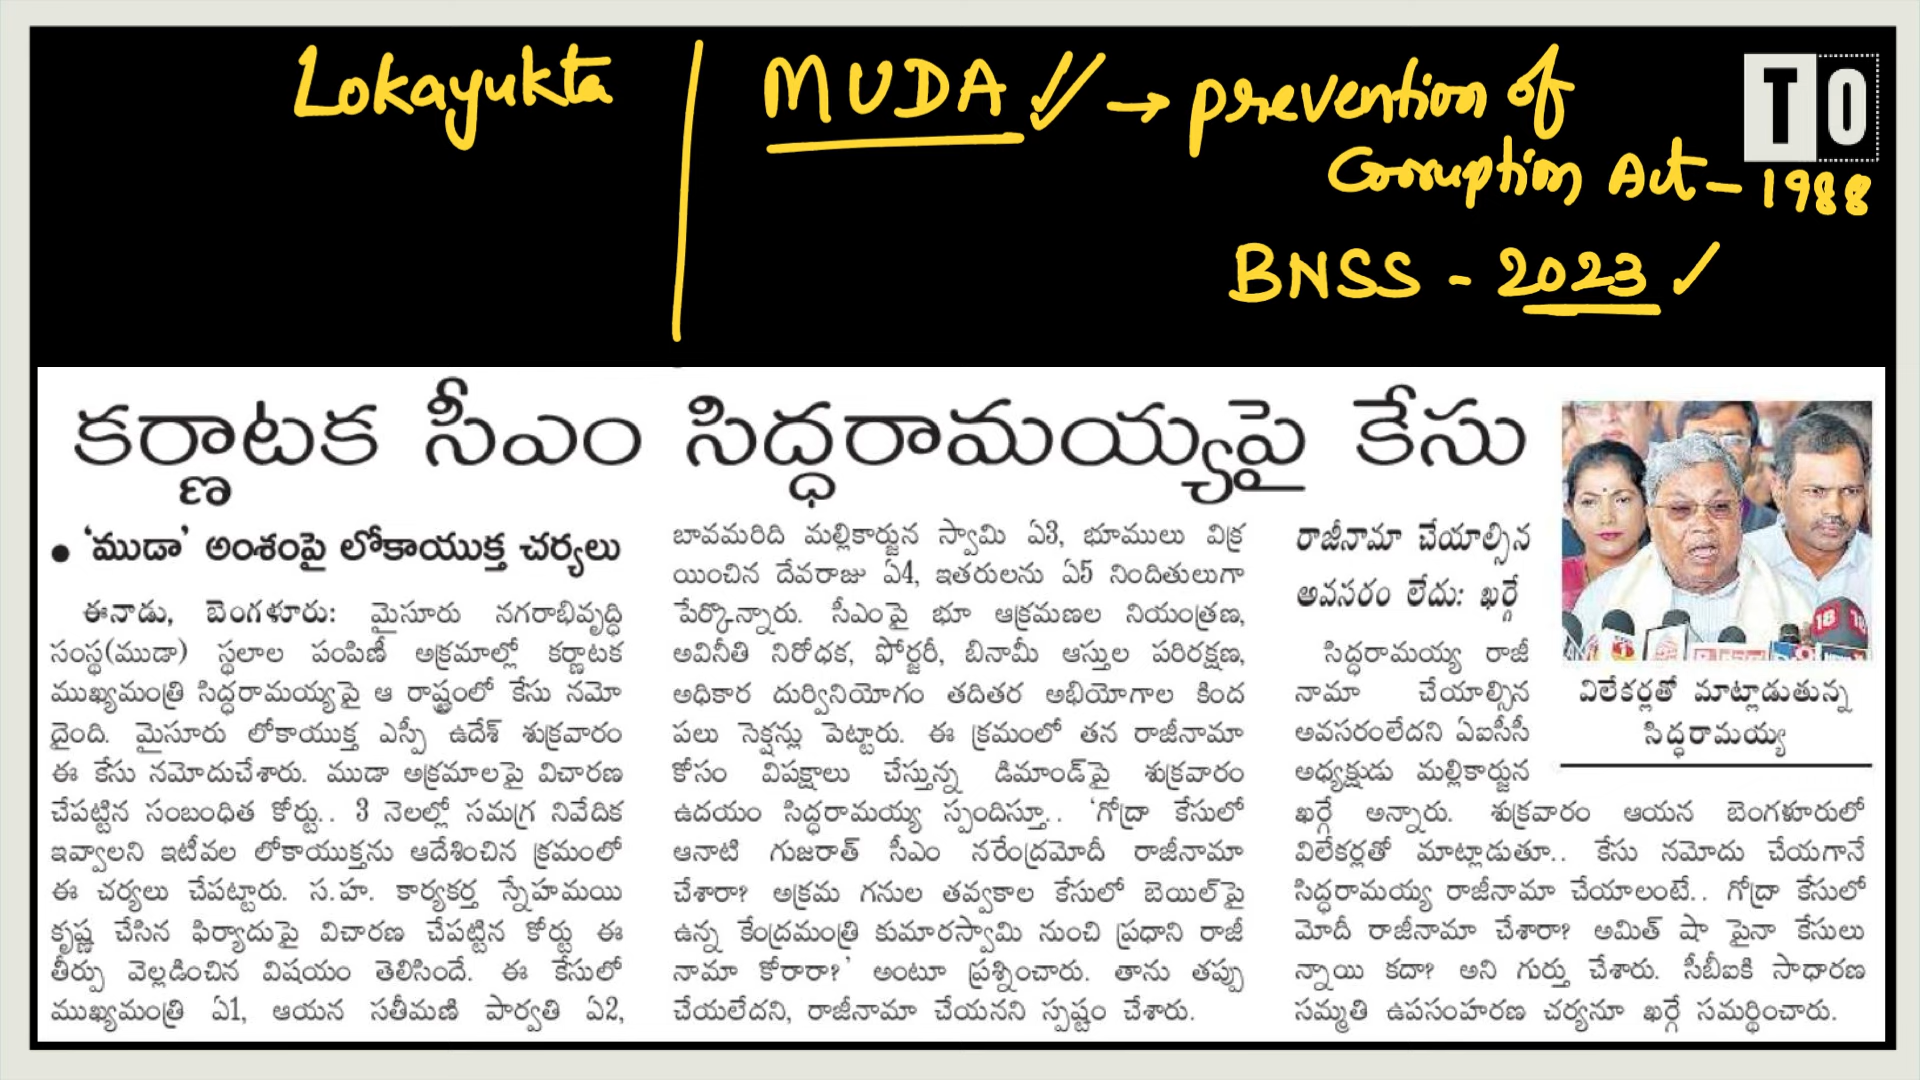 Lokayukta
MUDA → prevention of
Corruption Act - 1988
BNSS - 2023
TO
కర్ణాటక సీఎం సిద్ధరామయ్యపై కేసు
• ‘ముడా’ అంశంపై లోకాయుక్త చర్యలు
ఈనాడు, బెంగళూరు: మైసూరు నగరాభివృద్ధి
సంస్థ(ముడా) స్థలాల పంపిణీ అక్రమాల్లో కర్ణాటక
ముఖ్యమంత్రి సిద్ధరామయ్యపై ఆ రాష్ట్రంలో కేసు నమో
దైంది. మైసూరు లోకాయుక్త ఎస్పీ ఉదేశ్ శుక్రవారం
ఈ కేసు నమోదుచేశారు. ముడా అక్రమాలపై విచారణ
చేపట్టిన సంబంధిత కోర్టు.. 3 నెలల్లో సమగ్ర నివేదిక
ఇవ్వాలని ఇటీవల లోకాయుక్తను ఆదేశించిన క్రమంలో
ఈ చర్యలు చేపట్టారు. స.హ. కార్యకర్త స్నేహమయి
కృష్ణ చేసిన ఫిర్యాదుపై విచారణ చేపట్టిన కోర్టు ఈ
తీర్పు వెల్లడించిన విషయం తెలిసిందే. ఈ కేసులో
ముఖ్యమంత్రి ఏ1, ఆయన సతీమణి పార్వతి ఏ2,
బావమరిది మల్లికార్జున స్వామి ఏ3, భూములు విక్ర
యించిన దేవరాజు ఏ4, ఇతరులను ఏ5 నిందితులుగా
పేర్కొన్నారు. సీఎంపై భూ ఆక్రమణల నియంత్రణ,
అవినీతి నిరోధక, ఫోర్జరీ, బినామీ ఆస్తుల పరిరక్షణ,
అధికార దుర్వినియోగం తదితర అభియోగాల కింద
పలు సెక్షన్లు పెట్టారు. ఈ క్రమంలో తన రాజీనామా
కోసం విపక్షాలు చేస్తున్న డిమాండ్‌పై శుక్రవారం
ఉదయం సిద్ధరామయ్య స్పందిస్తూ.. ‘గోద్రా కేసులో
ఆనాటి గుజరాత్ సీఎం నరేంద్రమోదీ రాజీనామా
చేశారా? అక్రమ గనుల తవ్వకాల కేసులో బెయిల్‌పై
ఉన్న కేంద్రమంత్రి కుమారస్వామి నుంచి ప్రధాని రాజీ
నామా కోరారా?’ అంటూ ప్రశ్నించారు. తాను తప్పు
చేయలేదని, రాజీనామా చేయనని స్పష్టం చేశారు.
రాజీనామా చేయాల్సిన
అవసరం లేదు: ఖర్గే
సిద్ధరామయ్య రాజీ
నామా చేయాల్సిన
అవసరంలేదని ఏఐసీసీ
అధ్యక్షుడు మల్లికార్జున
ఖర్గే అన్నారు. శుక్రవారం ఆయన బెంగళూరులో
విలేకర్లతో మాట్లాడుతూ.. కేసు నమోదు చేయగానే
సిద్ధరామయ్య రాజీనామా చేయాలంటే.. గోద్రా కేసులో
మోదీ రాజీనామా చేశారా? అమిత్ షా పైనా కేసులు
న్నాయి కదా? అని గుర్తు చేశారు. సీబీఐకి సాధారణ
సమ్మతి ఉపసంహరణ చర్యనూ ఖర్గే సమర్థించారు.
18
విలేకర్లతో మాట్లాడుతున్న
సిద్ధరామయ్య